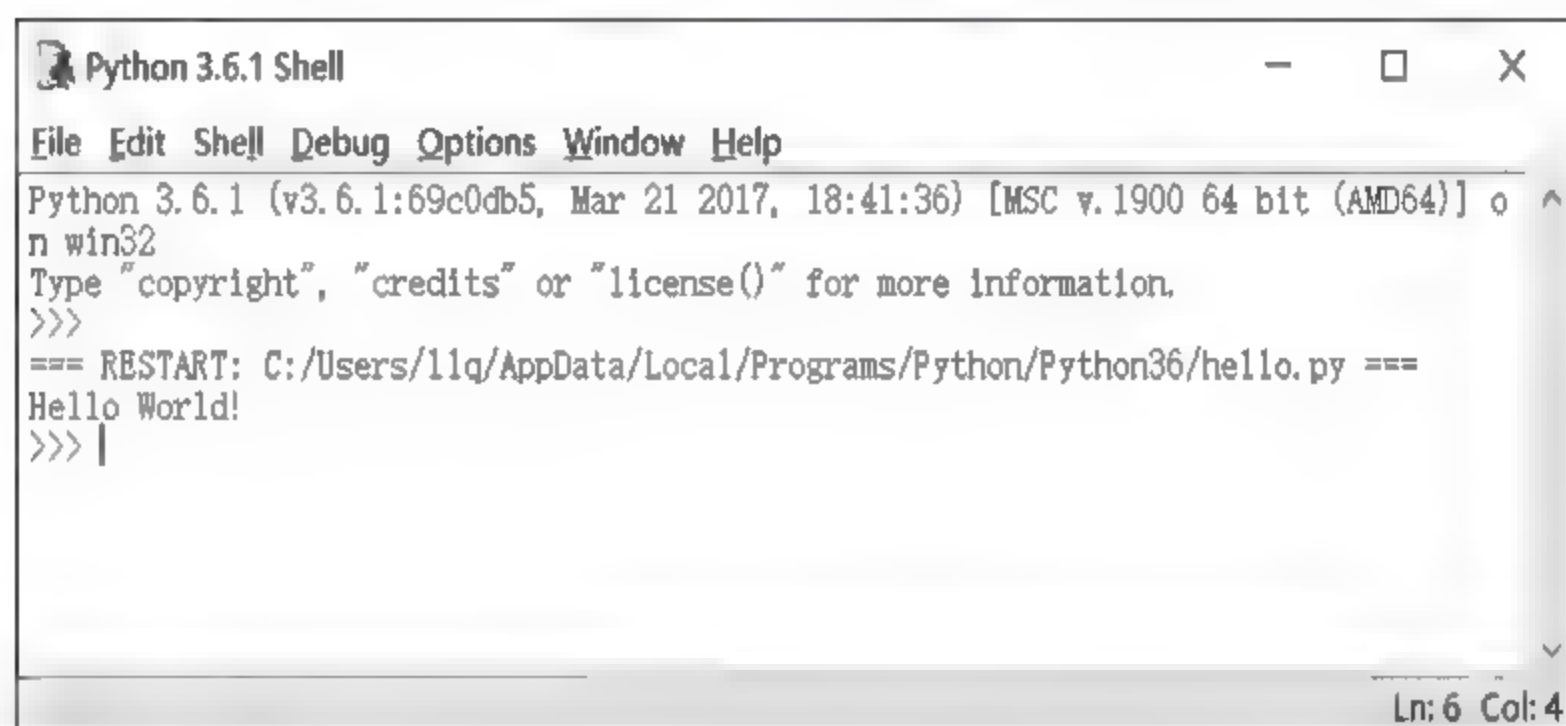 Python 3.6.1 Shell
File Edit Shell Debug Options Window Help
Python 3.6.1 (v3.6.1:69c0db5, Mar 21 2017, 18:41:36) [MSC v.1900 64 bit (AMD64)] o
n win32
Type "copyright", "credits" or "license()" for more information.
>>>
=== RESTART: C:/Users/llq/AppData/Local/Programs/Python/Python36/hello.py ===
Hello World!
>>>
Ln: 6 Col: 4